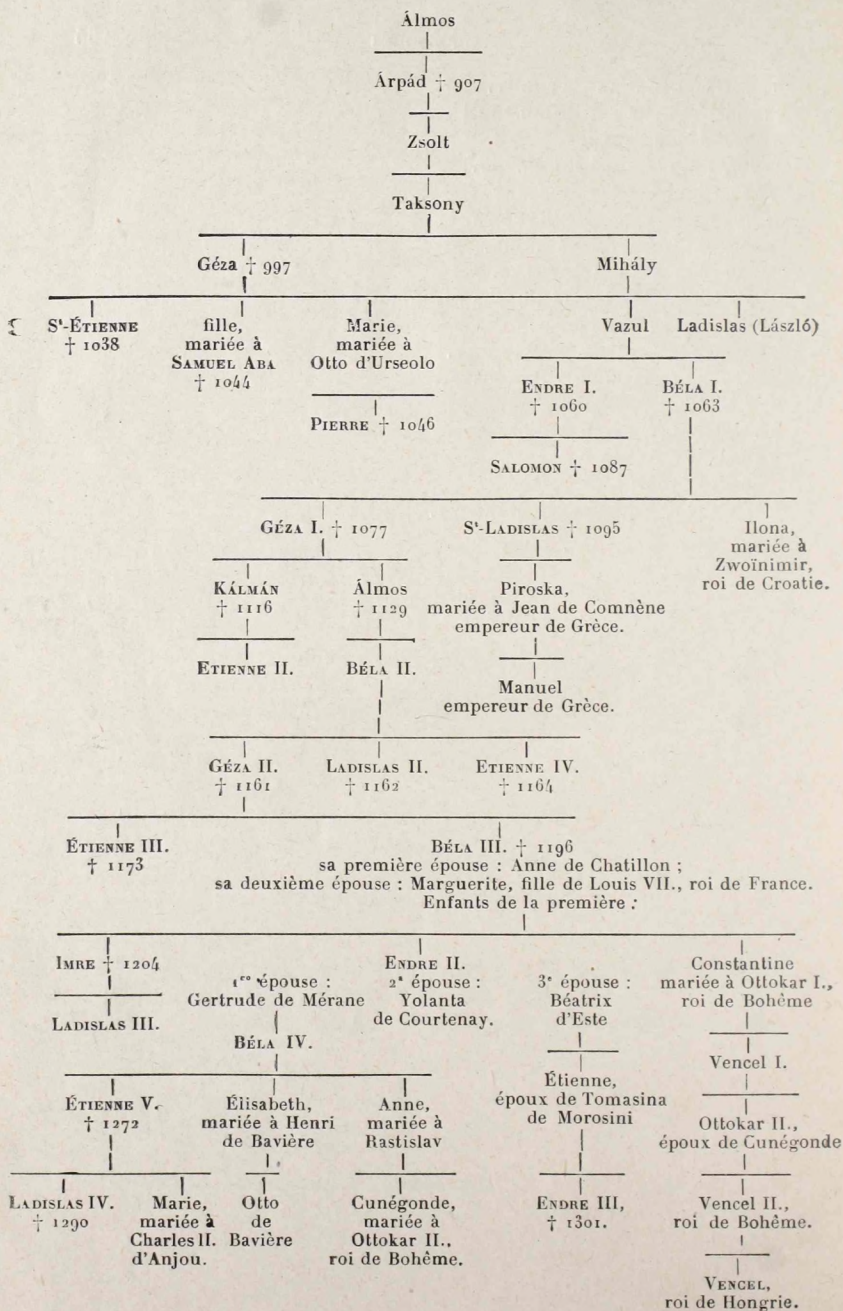 Álmos
Árpád † 907
Zsolt
Taksony
Géza † 997 Mihály
Sᵗ-ÉTIENNE fille, Marie, Vazul Ladislas (László)
† 1038 mariée à mariée à
SAMUEL ABA Otto d'Urseolo
† 1044 ENDRE I. BÉLA I.
† 1060 † 1063
PIERRE † 1046
SALOMON † 1087
GÉZA I. † 1077 Sᵗ-LADISLAS † 1095 Ilona,
mariée à
Zwoïnimir,
roi de Croatie.
KÁLMÁN Álmos Piroska,
† 1116 † 1129 mariée à Jean de Comnène
empereur de Grèce.
ETIENNE II. BÉLA II.
Manuel
empereur de Grèce.
GÉZA II. LADISLAS II. ETIENNE IV.
† 1161 † 1162 † 1164
ÉTIENNE III. BÉLA III. † 1196
† 1173 sa première épouse : Anne de Chatillon ;
sa deuxième épouse : Marguerite, fille de Louis VII., roi de France.
Enfants de la première :
IMRE † 1204 ENDRE II. Constantine
1ʳᵉ épouse : 2ᵉ épouse : 3ᵉ épouse : mariée à Ottokar I.,
Gertrude de Mérane Yolanta Béatrix roi de Bohême
LADISLAS III. de Courtenay. d'Este
BÉLA IV.
Vencel I.
ÉTIENNE V. Élisabeth, Anne, Étienne,
† 1272 mariée à Henri mariée à époux de Tomasina Ottokar II.,
de Bavière Rastislav de Morosini époux de Cunégonde
LADISLAS IV. Marie, Otto Cunégonde, ENDRE III, Vencel II.,
† 1290 mariée à de mariée à † 1301. roi de Bohême.
Charles II. Bavière Ottokar II.,
d'Anjou. roi de Bohême.
VENCEL,
roi de Hongrie.